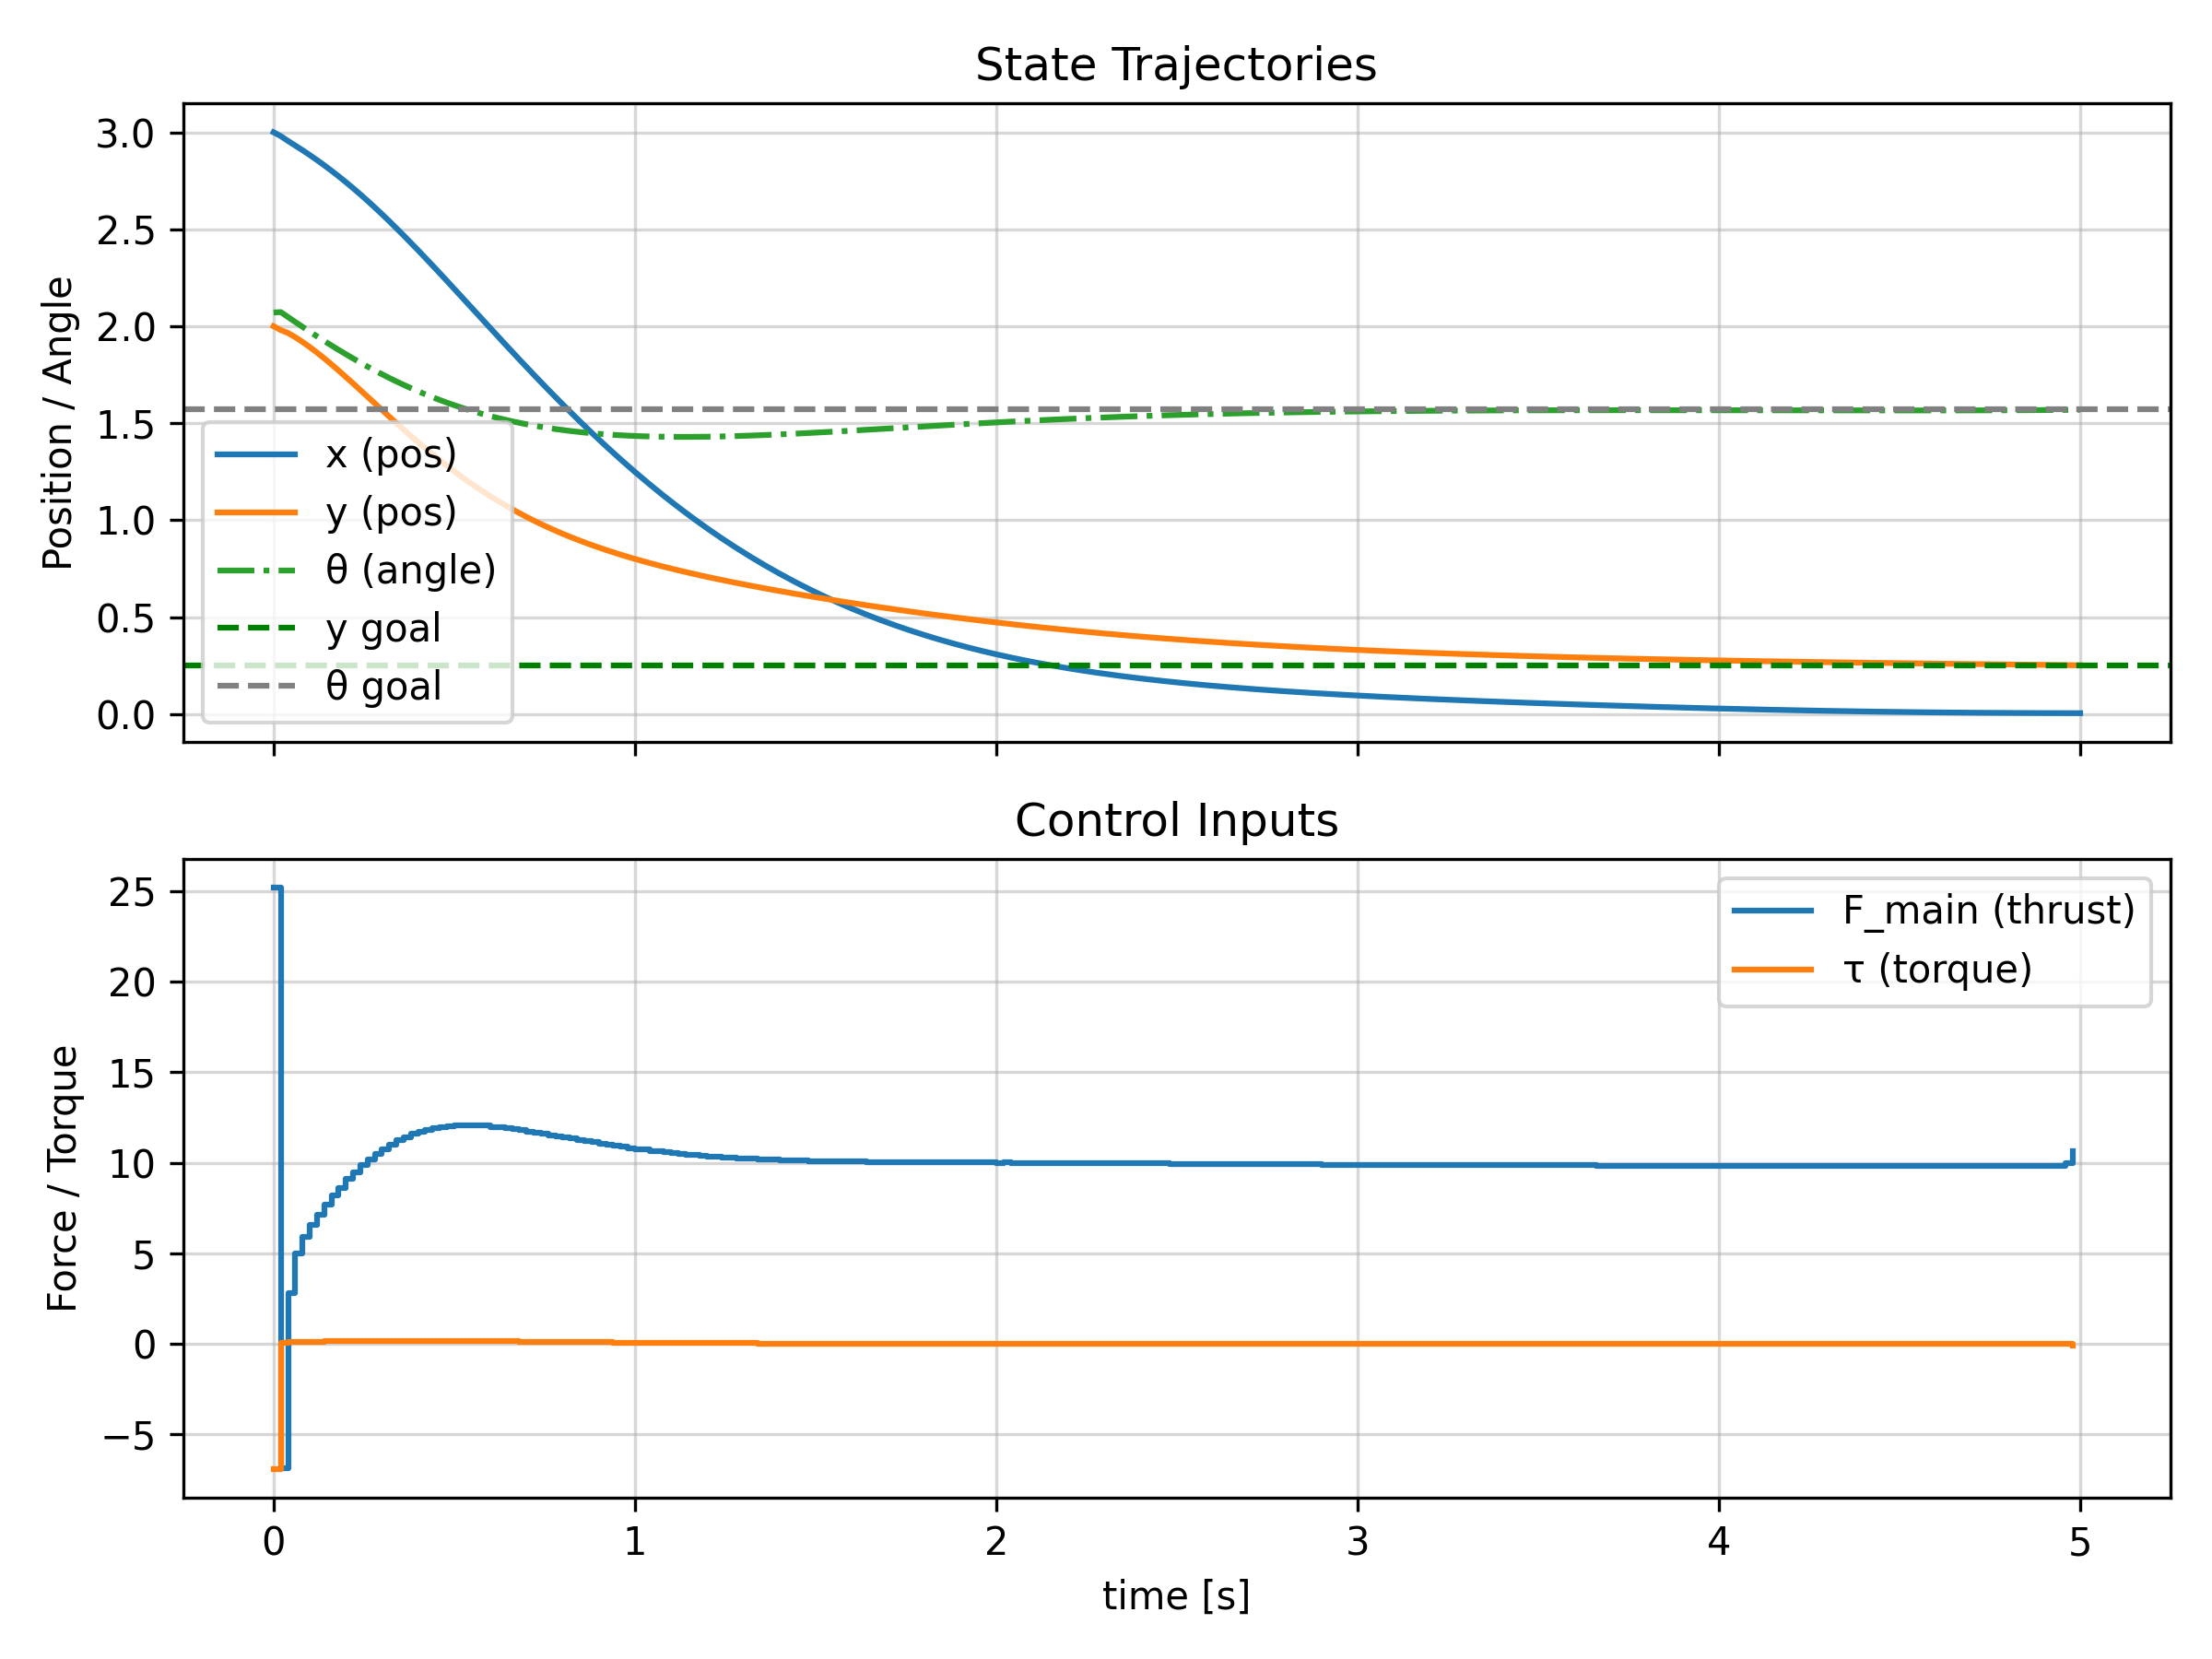 State Trajectories
Position / Angle
3.0
2.5
2.0
1.5
1.0
0.5
0.0
x (pos)
y (pos)
θ (angle)
y goal
θ goal
Control Inputs
Force / Torque
25
20
15
10
5
0
−5
F_main (thrust)
τ (torque)
0 1 2 3 4 5
time [s]